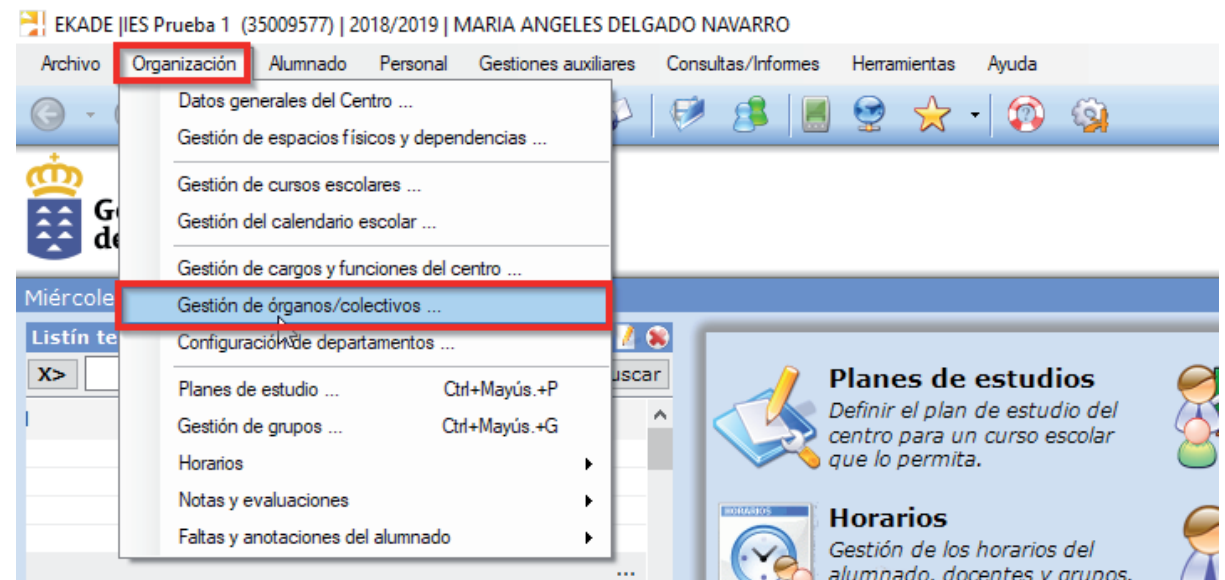 EKADE |IES Prueba 1 (35009577) | 2018/2019 | MARIA ANGELES DELGADO NAVARRO
Archivo Organización Alumnado Personal Gestiones auxiliares Consultas/Informes Herramientas Ayuda
Datos generales del Centro ...
Gestión de espacios físicos y dependencias ...
Gestión de cursos escolares ...
Gestión del calendario escolar ...
Gestión de cargos y funciones del centro ...
Gestión de órganos/colectivos ...
Configuración de departamentos ...
Planes de estudio ... Ctrl+Mayús.+P
Gestión de grupos ... Ctrl+Mayús.+G
Horarios
Notas y evaluaciones
Faltas y anotaciones del alumnado
G
de
Miércole
Listín te
X>
uscar
...
Planes de estudios
Definir el plan de estudio del
centro para un curso escolar
que lo permita.
HORARIOS
Horarios
Gestión de los horarios del
alumnado, docentes y grupos.